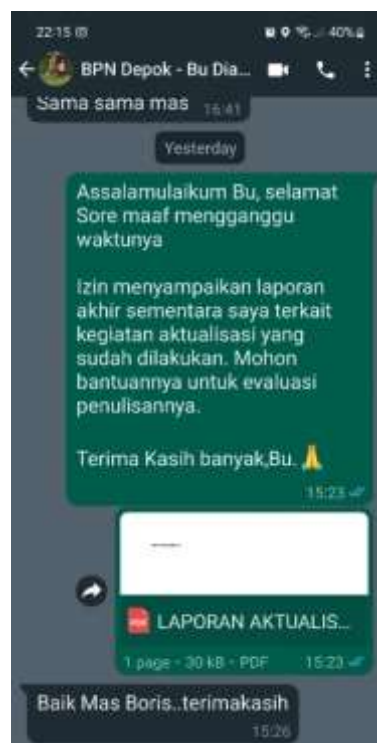 22:15
40%
BPN Depok - Bu Dia...
Sama sama mas 16:41
Yesterday
Assalamulaikum Bu, selamat
Sore maaf mengganggu
waktunya
Izin menyampaikan laporan
akhir sementara saya terkait
kegiatan aktualisasi yang
sudah dilakukan. Mohon
bantuannya untuk evaluasi
penulisannya.
Terima Kasih banyak,Bu. 🙏
15:23
LAPORAN AKTUALIS...
1 page • 30 kB • PDF 15:23
Baik Mas Boris..terimakasih
15:26